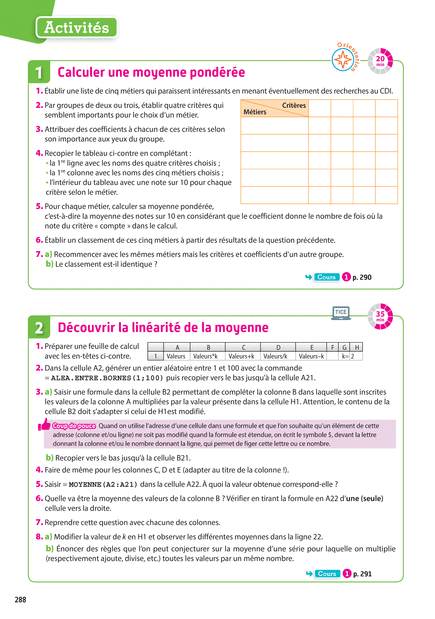 Activités
Orientation
20 min
1 Calculer une moyenne pondérée
1. Établir une liste de cinq métiers qui paraissent intéressants en menant éventuellement des recherches au CDI.
2. Par groupes de deux ou trois, établir quatre critères qui
semblent importants pour le choix d'un métier.
3. Attribuer des coefficients à chacun de ces critères selon
son importance aux yeux du groupe.
4. Recopier le tableau ci-contre en complétant :
• la 1re ligne avec les noms des quatre critères choisis ;
• la 1re colonne avec les noms des cinq métiers choisis ;
• l'intérieur du tableau avec une note sur 10 pour chaque
critère selon le métier.
Critères
Métiers
5. Pour chaque métier, calculer sa moyenne pondérée,
c'est-à-dire la moyenne des notes sur 10 en considérant que le coefficient donne le nombre de fois où la
note du critère « compte » dans le calcul.
6. Établir un classement de ces cinq métiers à partir des résultats de la question précédente.
7. a) Recommencer avec les mêmes métiers mais les critères et coefficients d'un autre groupe.
b) Le classement est-il identique ?
Cours 1 p. 290
TICE
35 min
2 Découvrir la linéarité de la moyenne
1. Préparer une feuille de calcul
avec les en-têtes ci-contre.
A B C D E F G H
1 Valeurs Valeurs*k Valeurs+k Valeurs/k Valeurs–k k= 2
2. Dans la cellule A2, générer un entier aléatoire entre 1 et 100 avec la commande
= ALEA.ENTRE.BORNES(1;100) puis recopier vers le bas jusqu'à la cellule A21.
3. a) Saisir une formule dans la cellule B2 permettant de compléter la colonne B dans laquelle sont inscrites
les valeurs de la colonne A multipliées par la valeur présente dans la cellule H1. Attention, le contenu de la
cellule B2 doit s'adapter si celui de H1est modifié.
Coup de pouce Quand on utilise l'adresse d'une cellule dans une formule et que l'on souhaite qu'un élément de cette
adresse (colonne et/ou ligne) ne soit pas modifié quand la formule est étendue, on écrit le symbole $, devant la lettre
donnant la colonne et/ou le nombre donnant la ligne, qui permet de figer cette lettre ou ce nombre.
b) Recopier vers le bas jusqu'à la cellule B21.
4. Faire de même pour les colonnes C, D et E (adapter au titre de la colonne !).
5. Saisir = MOYENNE(A2:A21) dans la cellule A22. À quoi la valeur obtenue correspond-elle ?
6. Quelle va être la moyenne des valeurs de la colonne B ? Vérifier en tirant la formule en A22 d'une (seule)
cellule vers la droite.
7. Reprendre cette question avec chacune des colonnes.
8. a) Modifier la valeur de k en H1 et observer les différentes moyennes dans la ligne 22.
b) Énoncer des règles que l'on peut conjecturer sur la moyenne d'une série pour laquelle on multiplie
(respectivement ajoute, divise, etc.) toutes les valeurs par un même nombre.
Cours 1 p. 291
288